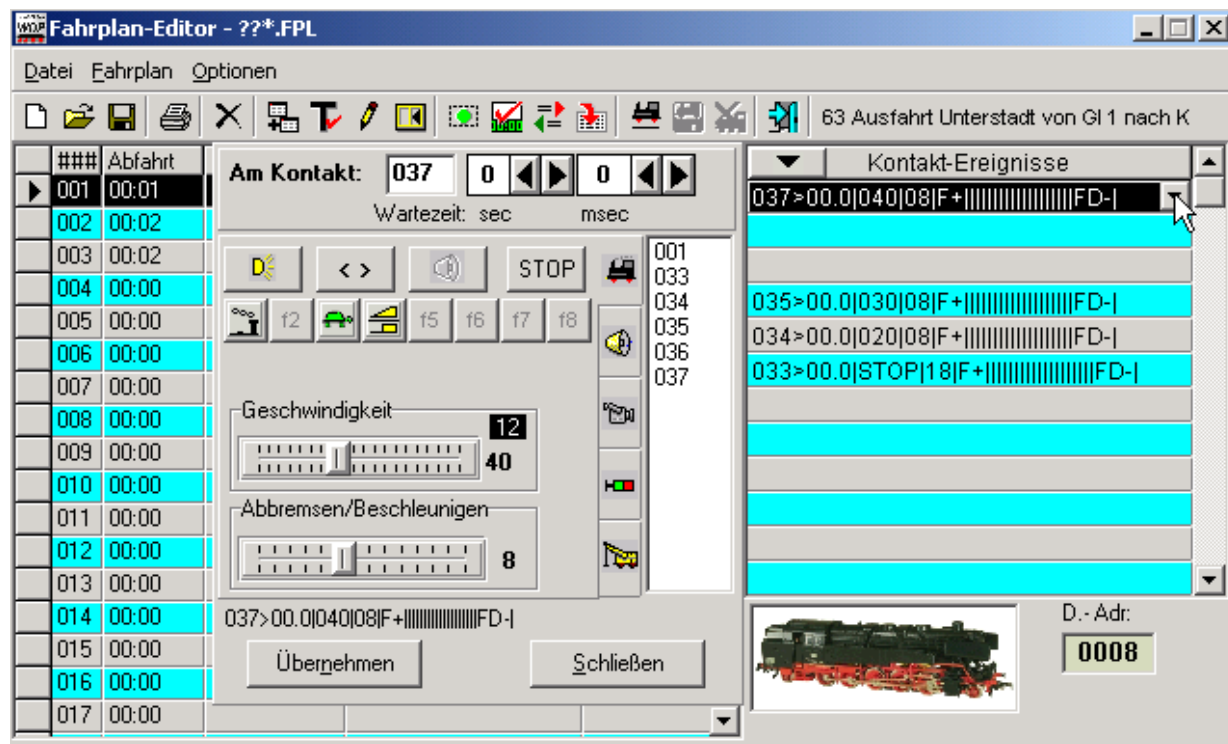 Fahrplan-Editor - ??*.FPL
Datei Fahrplan Optionen
63 Ausfahrt Unterstadt von Gl 1 nach K
### Abfahrt
001 00:01
002 00:02
003 00:02
004 00:00
005 00:00
006 00:00
007 00:00
008 00:00
009 00:00
010 00:00
011 00:00
012 00:00
013 00:00
014 00:00
015 00:00
016 00:00
017 00:00
Am Kontakt: 037 0 0
Wartezeit: sec msec
D < > STOP
f2 f5 f6 f7 f8
Geschwindigkeit
12
40
Abbremsen/Beschleunigen
8
001
033
034
035
036
037
037>00.0|040|08|F+||||||||||||||||||||FD-|
Übernehmen Schließen
Kontakt-Ereignisse
037>00.0|040|08|F+||||||||||||||||||||FD-|
035>00.0|030|08|F+||||||||||||||||||||FD-|
034>00.0|020|08|F+||||||||||||||||||||FD-|
033>00.0|STOP|18|F+||||||||||||||||||||FD-|
D.- Adr:
0008